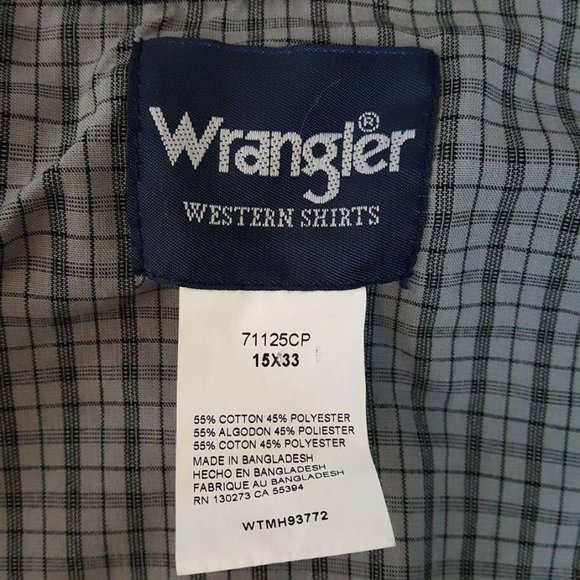 Wrangler®
WESTERN SHIRTS
71125CP
15X33
55% COTTON 45% POLYESTER
55% ALGODON 45% POLIESTER
55% COTON 45% POLYESTER
MADE IN BANGLADESH
HECHO EN BANGLADESH
FABRIQUE AU BANGLADESH
RN 130273 CA 55394
WTMH93772